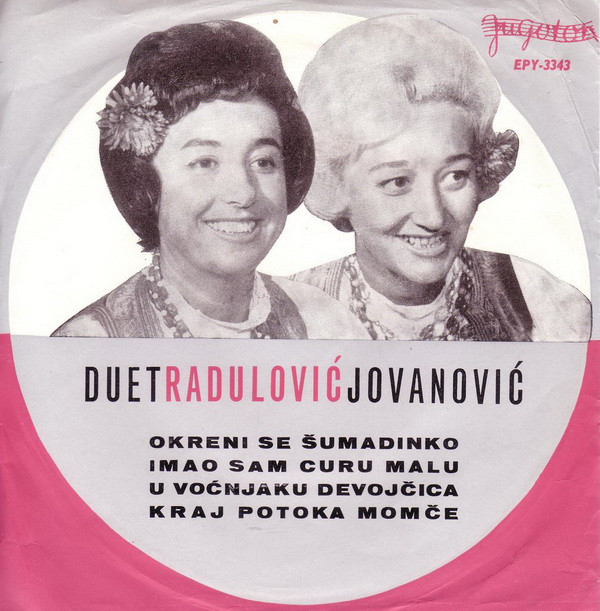 Jugoton
EPY-3343
DUETRADULOVIĆJOVANOVIĆ
OKRENI SE ŠUMADINKO
IMAO SAM CURU MALU
U VOĆNJAKU DEVOJČICA
KRAJ POTOKA MOMČE